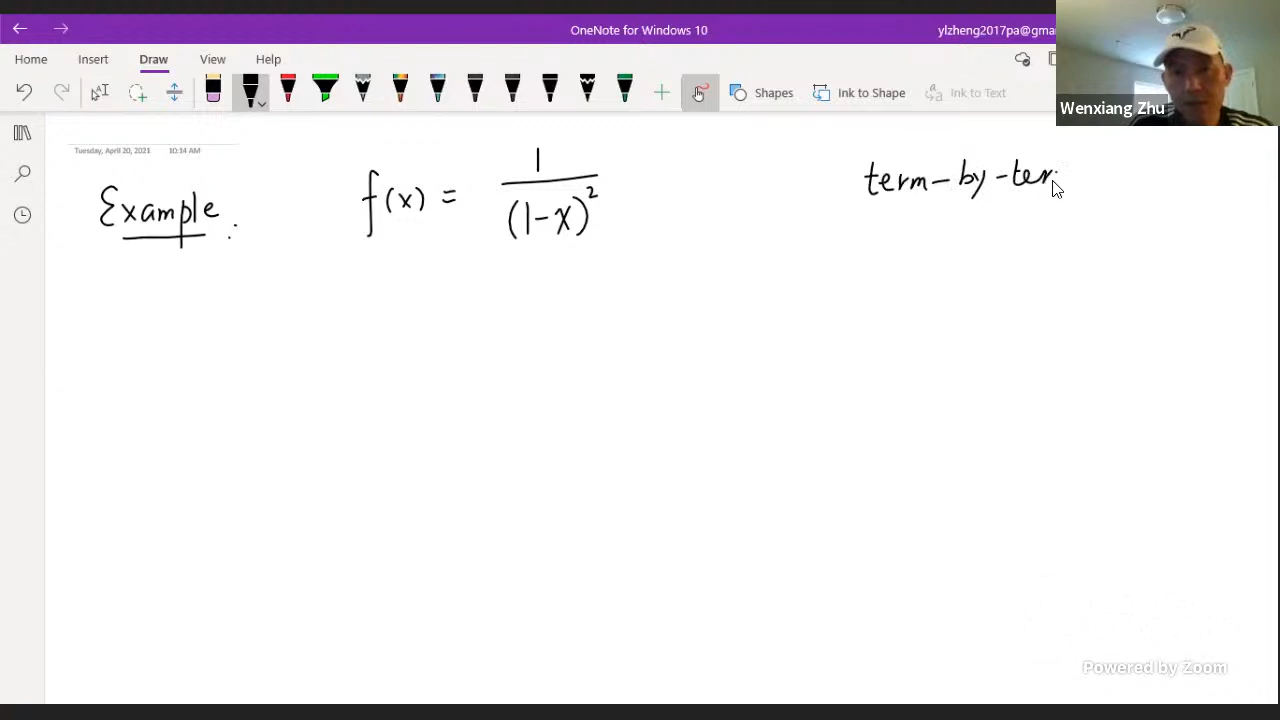 OneNote for Windows 10
ylzheng2017pa@gma
Home Insert Draw View Help
Shapes Ink to Shape Ink to Text
Wenxiang Zhu
Tuesday, April 20, 2021 10:14 AM
Example : f(x) = 1/(1-x)² term-by-ter
Powered by Zoom